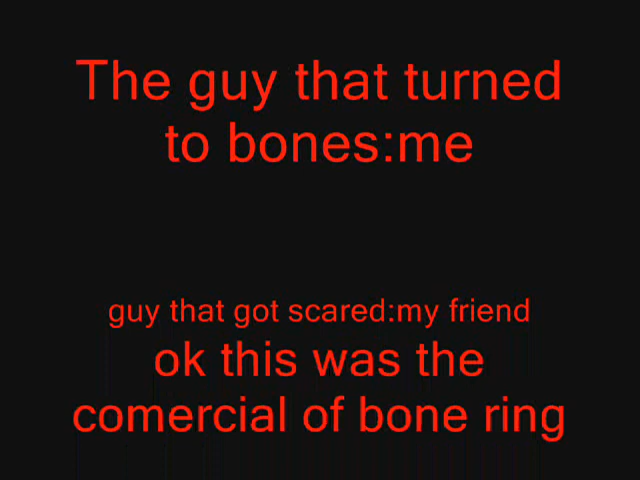 The guy that turned
to bones:me
guy that got scared:my friend
ok this was the
comercial of bone ring